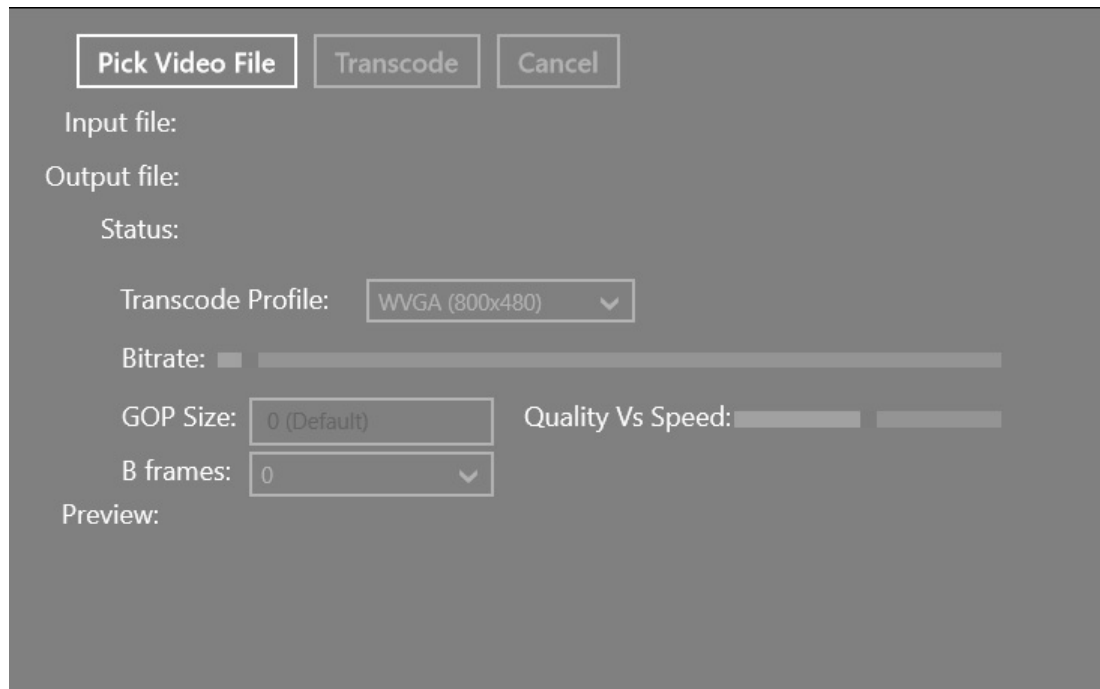 Pick Video File Transcode Cancel
Input file:
Output file:
Status:
Transcode Profile: WVGA (800x480)
Bitrate:
GOP Size: 0 (Default) Quality Vs Speed:
B frames: 0
Preview: